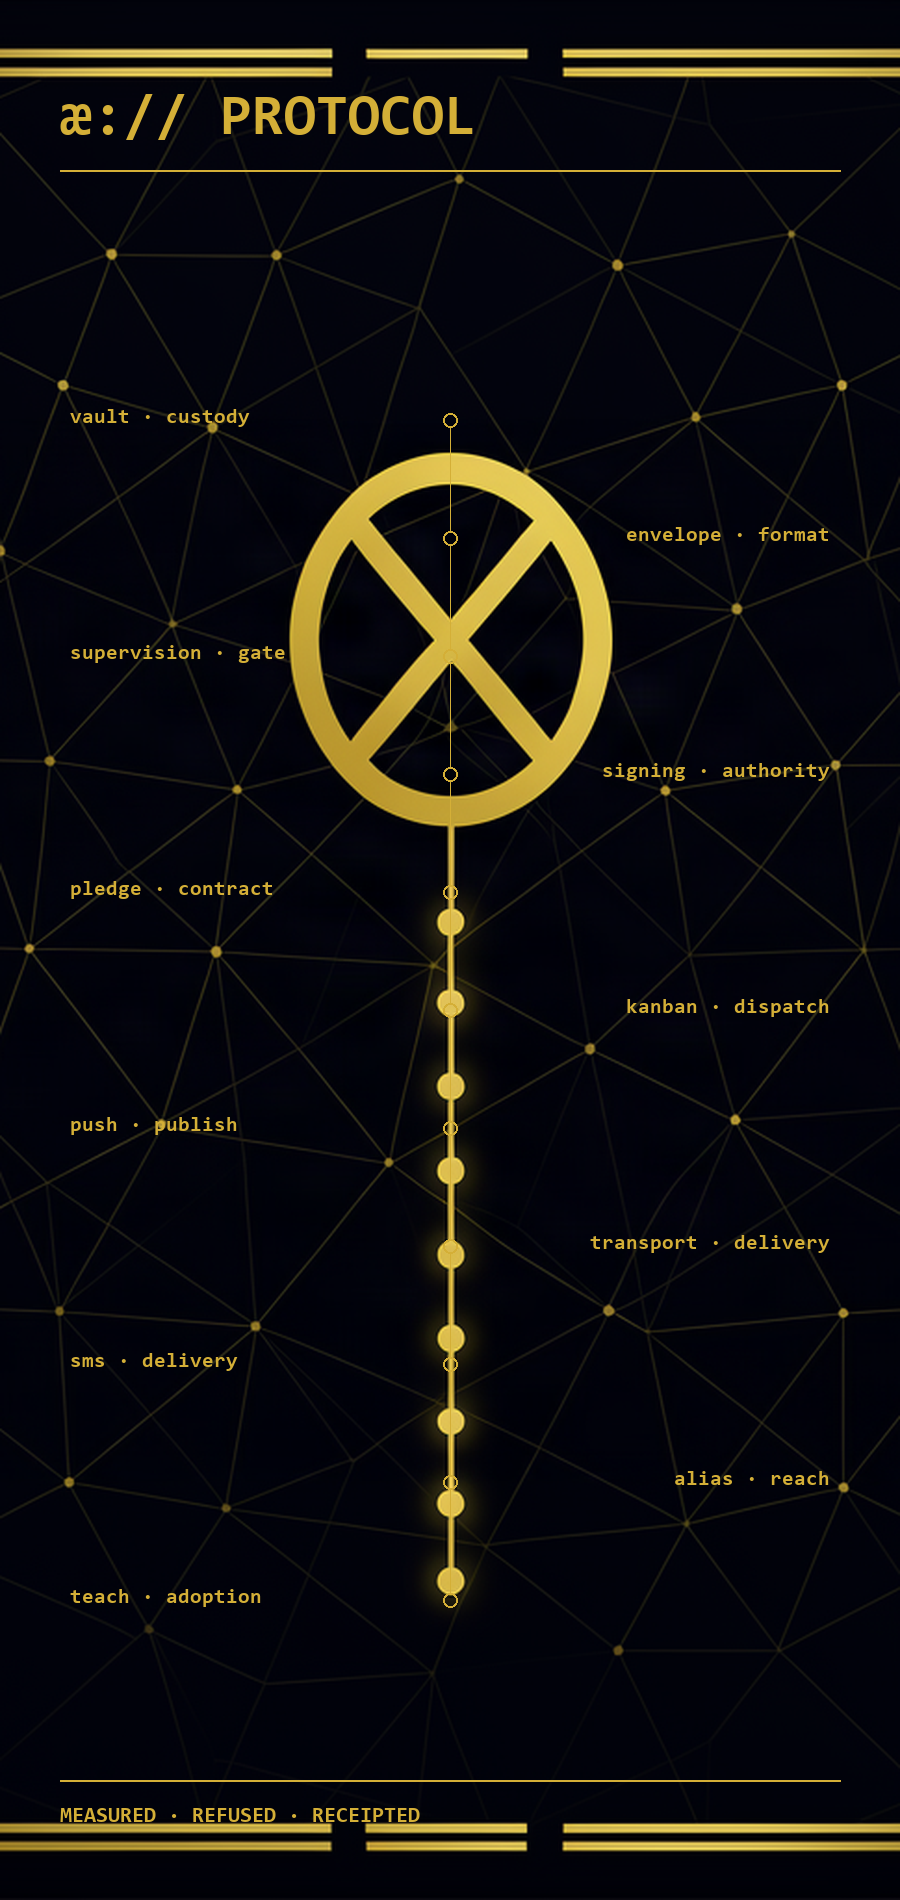 æ:// PROTOCOL
vault · custody
envelope · format
supervision · gate
signing · authority
pledge · contract
kanban · dispatch
push · publish
transport · delivery
sms · delivery
alias · reach
teach · adoption
MEASURED · REFUSED · RECEIPTED